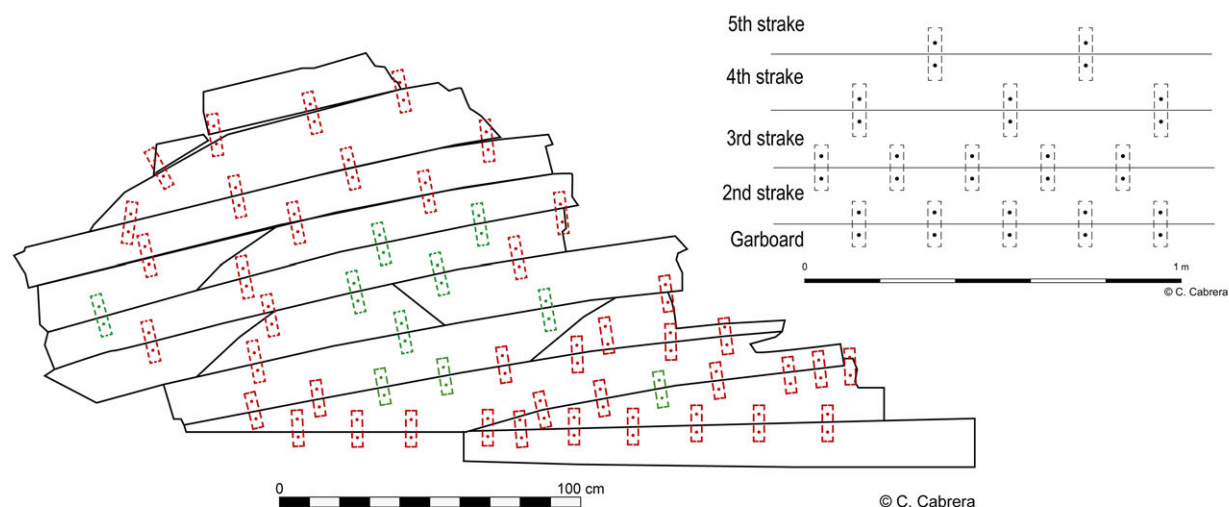 5th strake
4th strake
3rd strake
2nd strake
Garboard
0 1 m
© C. Cabrera
0 100 cm
© C. Cabrera